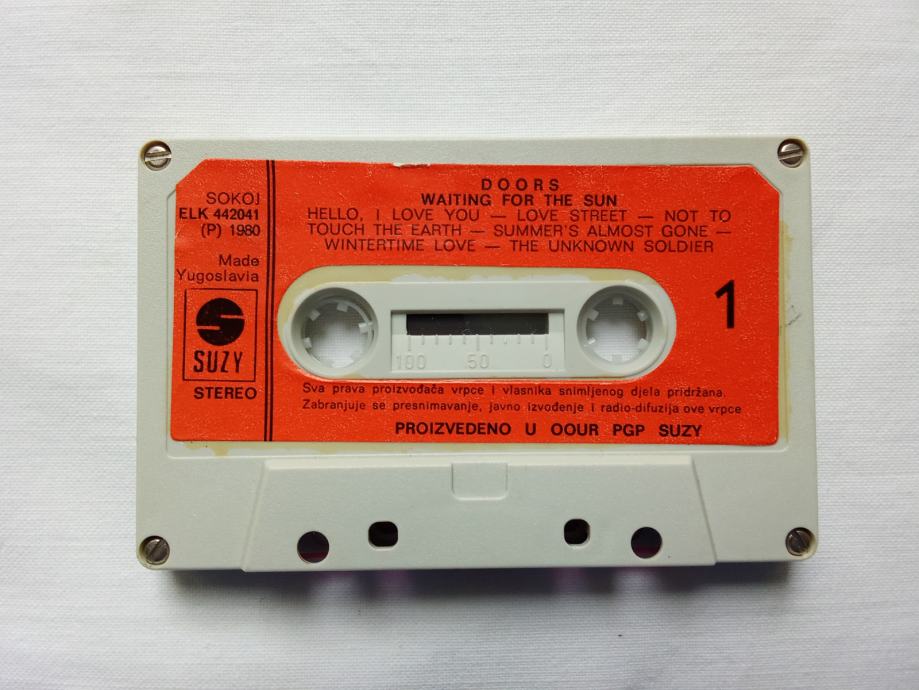 SOKOJ
ELK 442041
(P) 1980
Made
Yugoslavia
SUZY
STEREO
DOORS
WAITING FOR THE SUN
HELLO, I LOVE YOU — LOVE STREET — NOT TO
TOUCH THE EARTH — SUMMER'S ALMOST GONE —
WINTERTIME LOVE — THE UNKNOWN SOLDIER
1
100 50 0
Sva prava proizvođača vrpce i vlasnika snimljenog djela pridržana.
Zabranjuje se presnimavanje, javno izvođenje i radio-difuzija ove vrpce
PROIZVEDENO U OOUR PGP SUZY